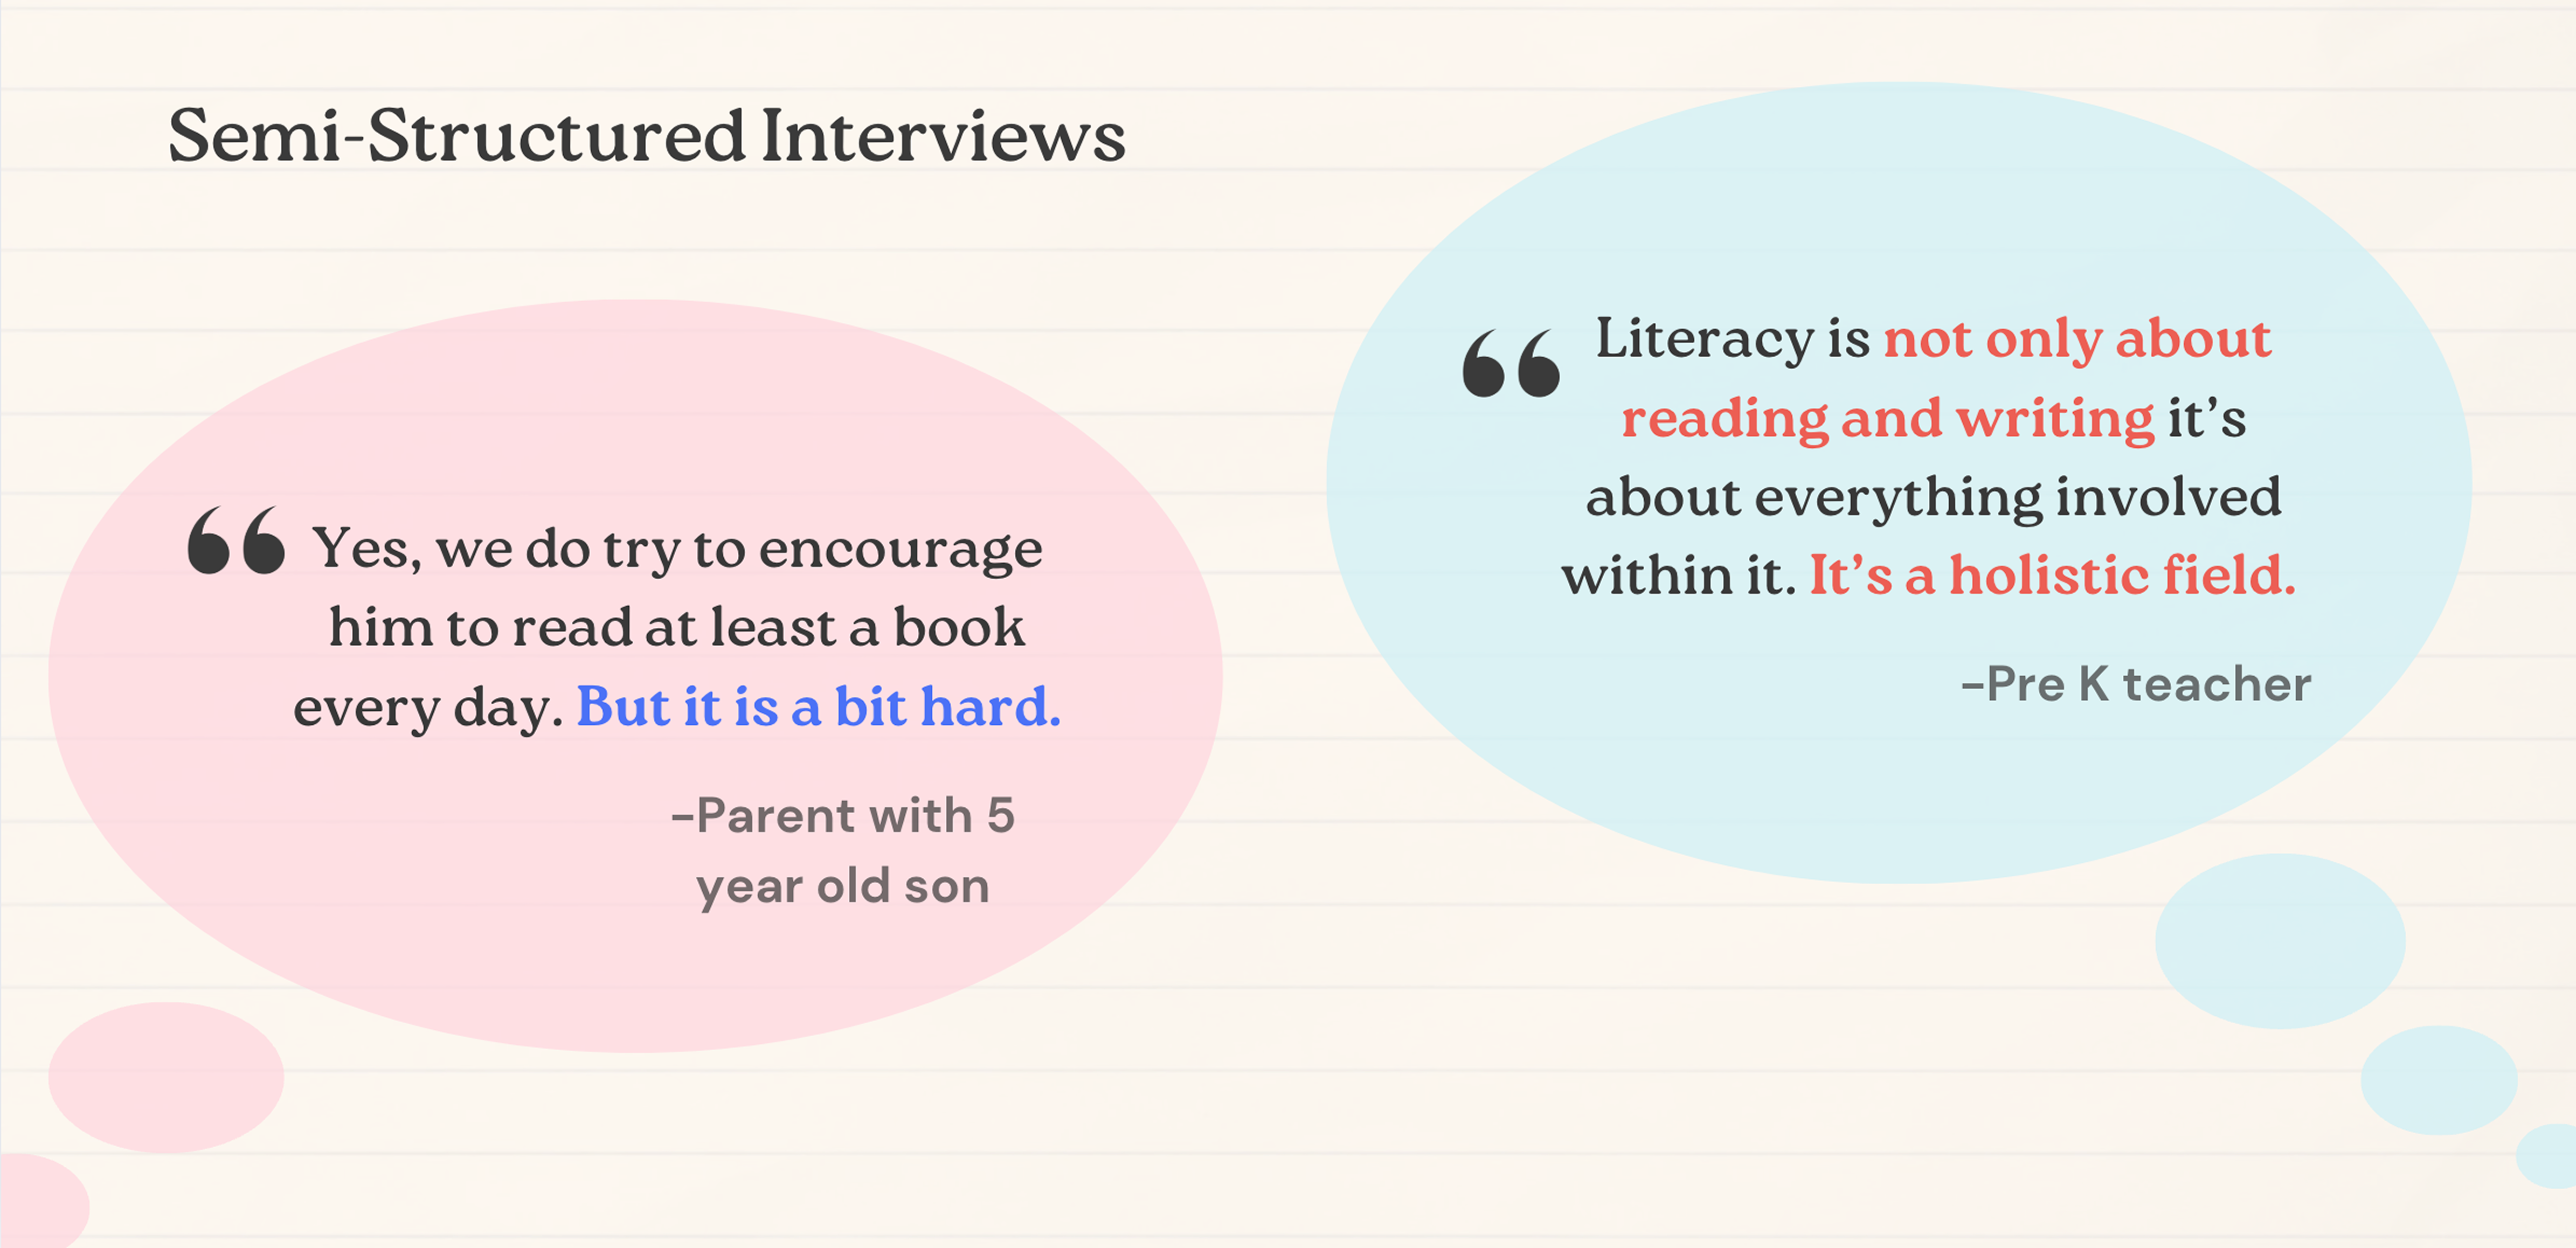 Semi-Structured Interviews
“ Yes, we do try to encourage
him to read at least a book
every day. But it is a bit hard.
-Parent with 5
year old son
“ Literacy is not only about
reading and writing it’s
about everything involved
within it. It’s a holistic field.
-Pre K teacher